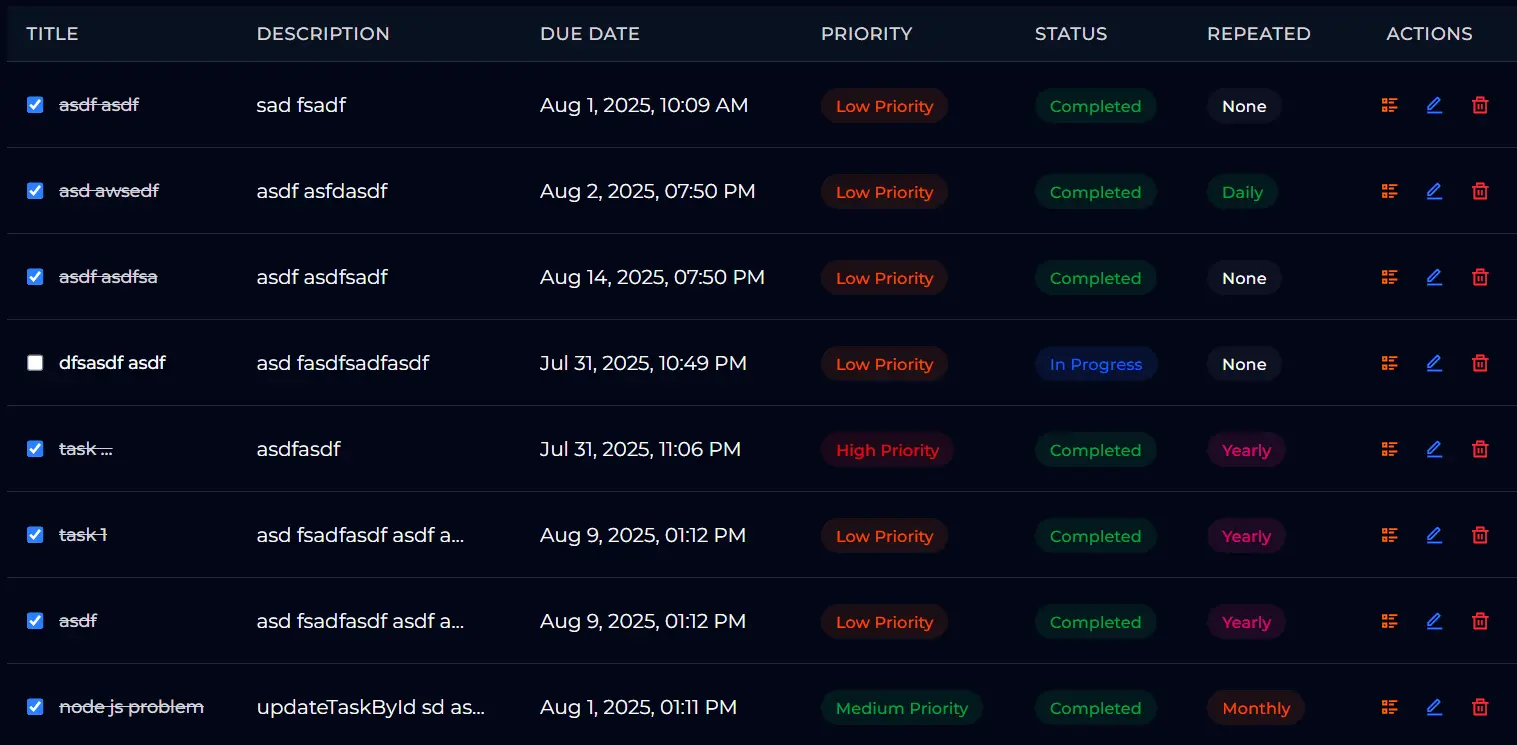 TITLE DESCRIPTION DUE DATE PRIORITY STATUS REPEATED ACTIONS
asdf asdf sad fsadf Aug 1, 2025, 10:09 AM Low Priority Completed None
asd awsedf asdf asfdasdf Aug 2, 2025, 07:50 PM Low Priority Completed Daily
asdf asdfsa asdf asdfsadf Aug 14, 2025, 07:50 PM Low Priority Completed None
dfsasdf asdf asd fasdfsadfasdf Jul 31, 2025, 10:49 PM Low Priority In Progress None
task ... asdfasdf Jul 31, 2025, 11:06 PM High Priority Completed Yearly
task 1 asd fsadfasdf asdf a... Aug 9, 2025, 01:12 PM Low Priority Completed Yearly
asdf asd fsadfasdf asdf a... Aug 9, 2025, 01:12 PM Low Priority Completed Yearly
node js problem updateTaskById sd as... Aug 1, 2025, 01:11 PM Medium Priority Completed Monthly